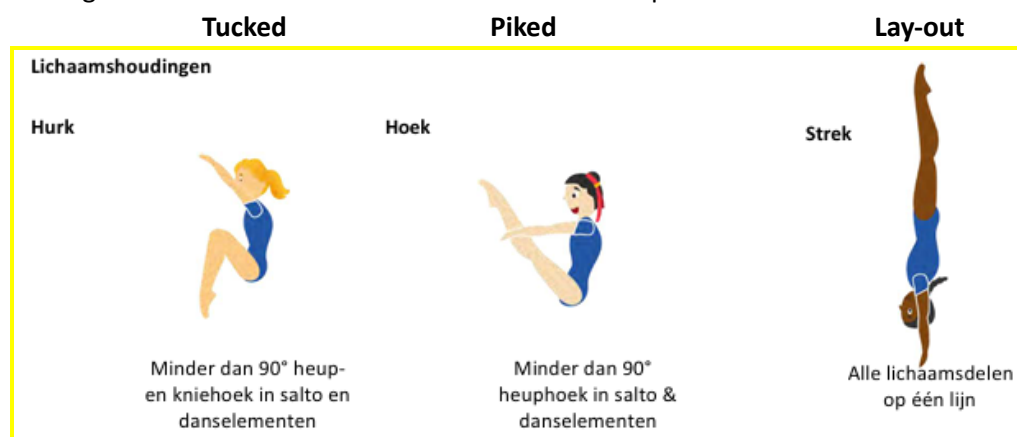 Tucked Piked Lay-out
Lichaamshoudingen
Hurk Hoek Strek
Minder dan 90° heup-
en kniehoek in salto en
danselementen
Minder dan 90°
heuphoek in salto &
danselementen
Alle lichaamsdelen
op één lijn